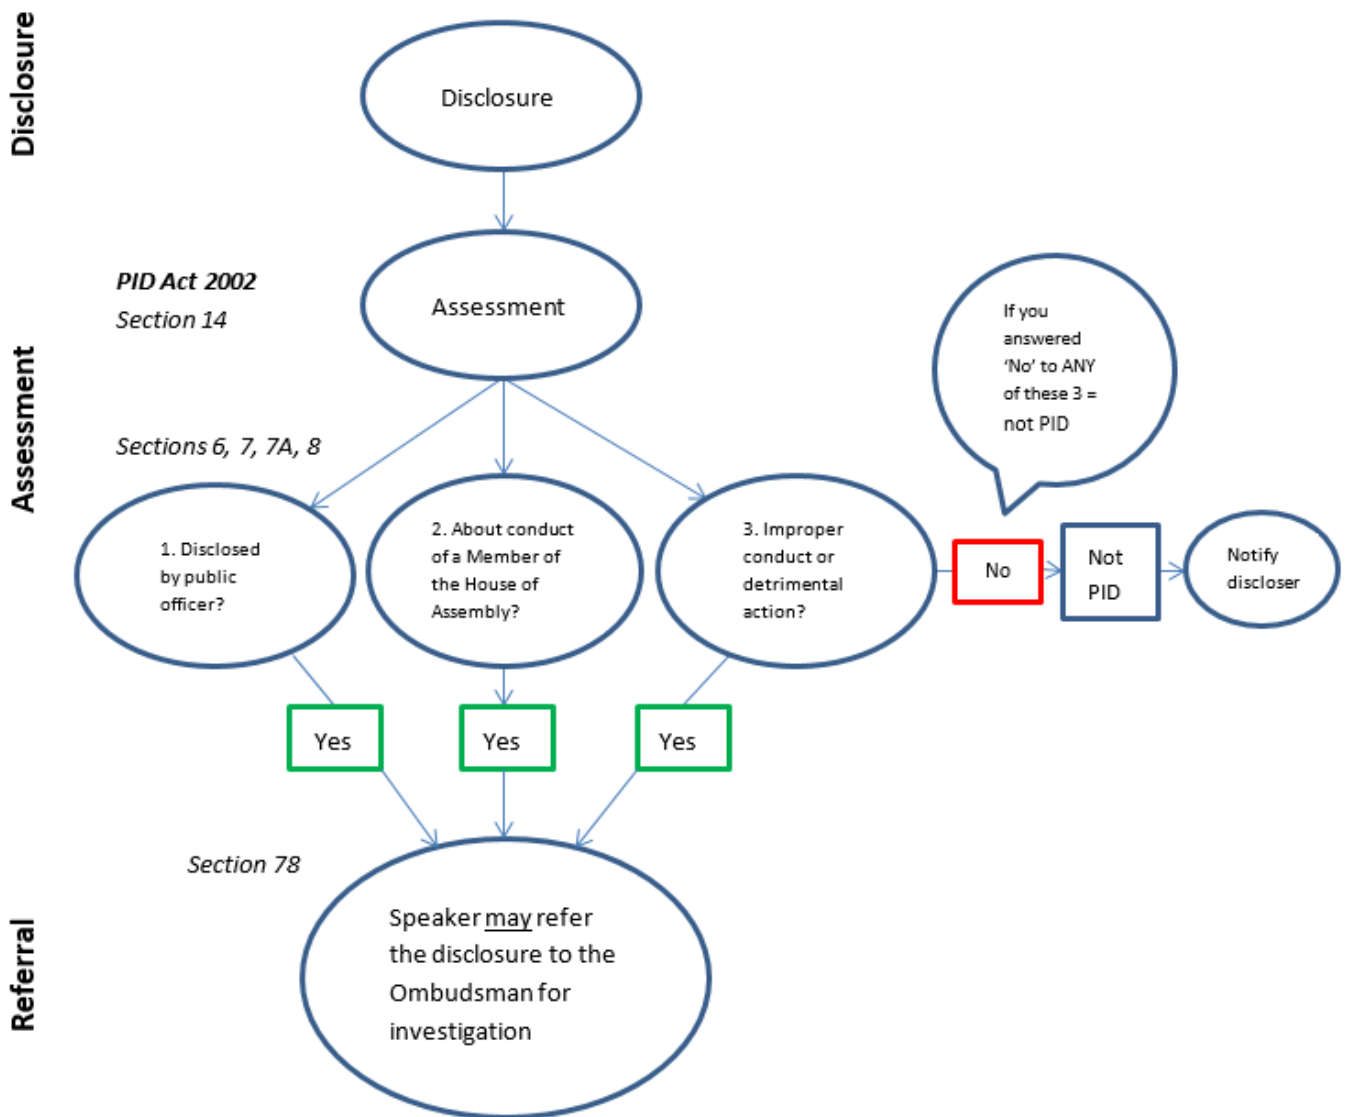 Disclosure
Disclosure
PID Act 2002
Section 14
Assessment
Assessment
If you
answered
‘No’ to ANY
of these 3 =
not PID
Sections 6, 7, 7A, 8
1. Disclosed
by public
officer?
2. About conduct
of a Member of
the House of
Assembly?
3. Improper
conduct or
detrimental
action?
No
Not
PID
Notify
discloser
Yes
Yes
Yes
Section 78
Referral
Speaker may refer
the disclosure to the
Ombudsman for
investigation